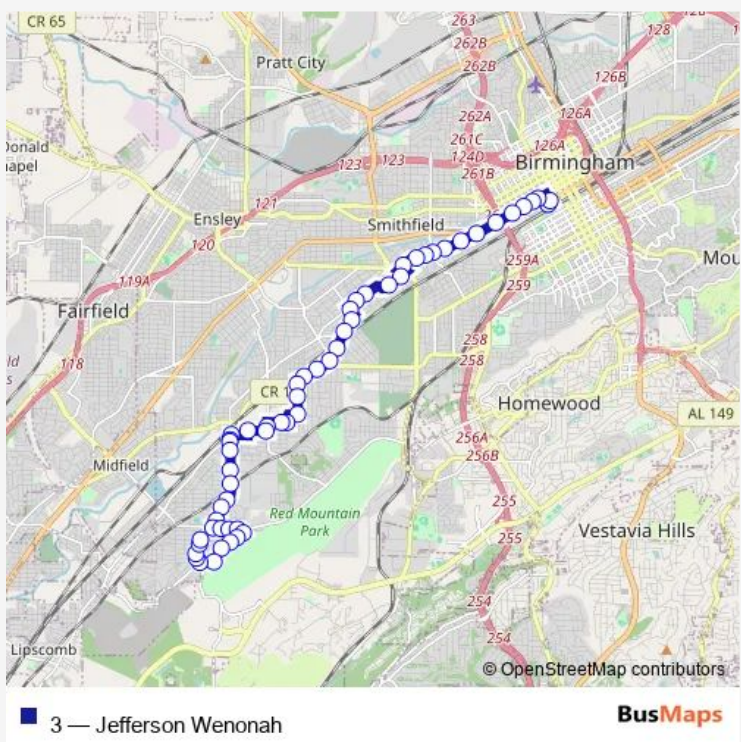 CR 65
263
128
262B
Pratt City
262B
126B
262A
126A
Donald
261C
126A
123
123
124D
Birmingham
261B
121
Ensley
Smithfield
120
259A
119A
259
Fairfield
118
258
258
CR 1
Homewood
AL 149
256A
Midfield
256B
255
Red Mountain
Park
255
Vestavia Hills
254
254
Lipscomb
© OpenStreetMap contributors
3 — Jefferson Wenonah
BusMaps